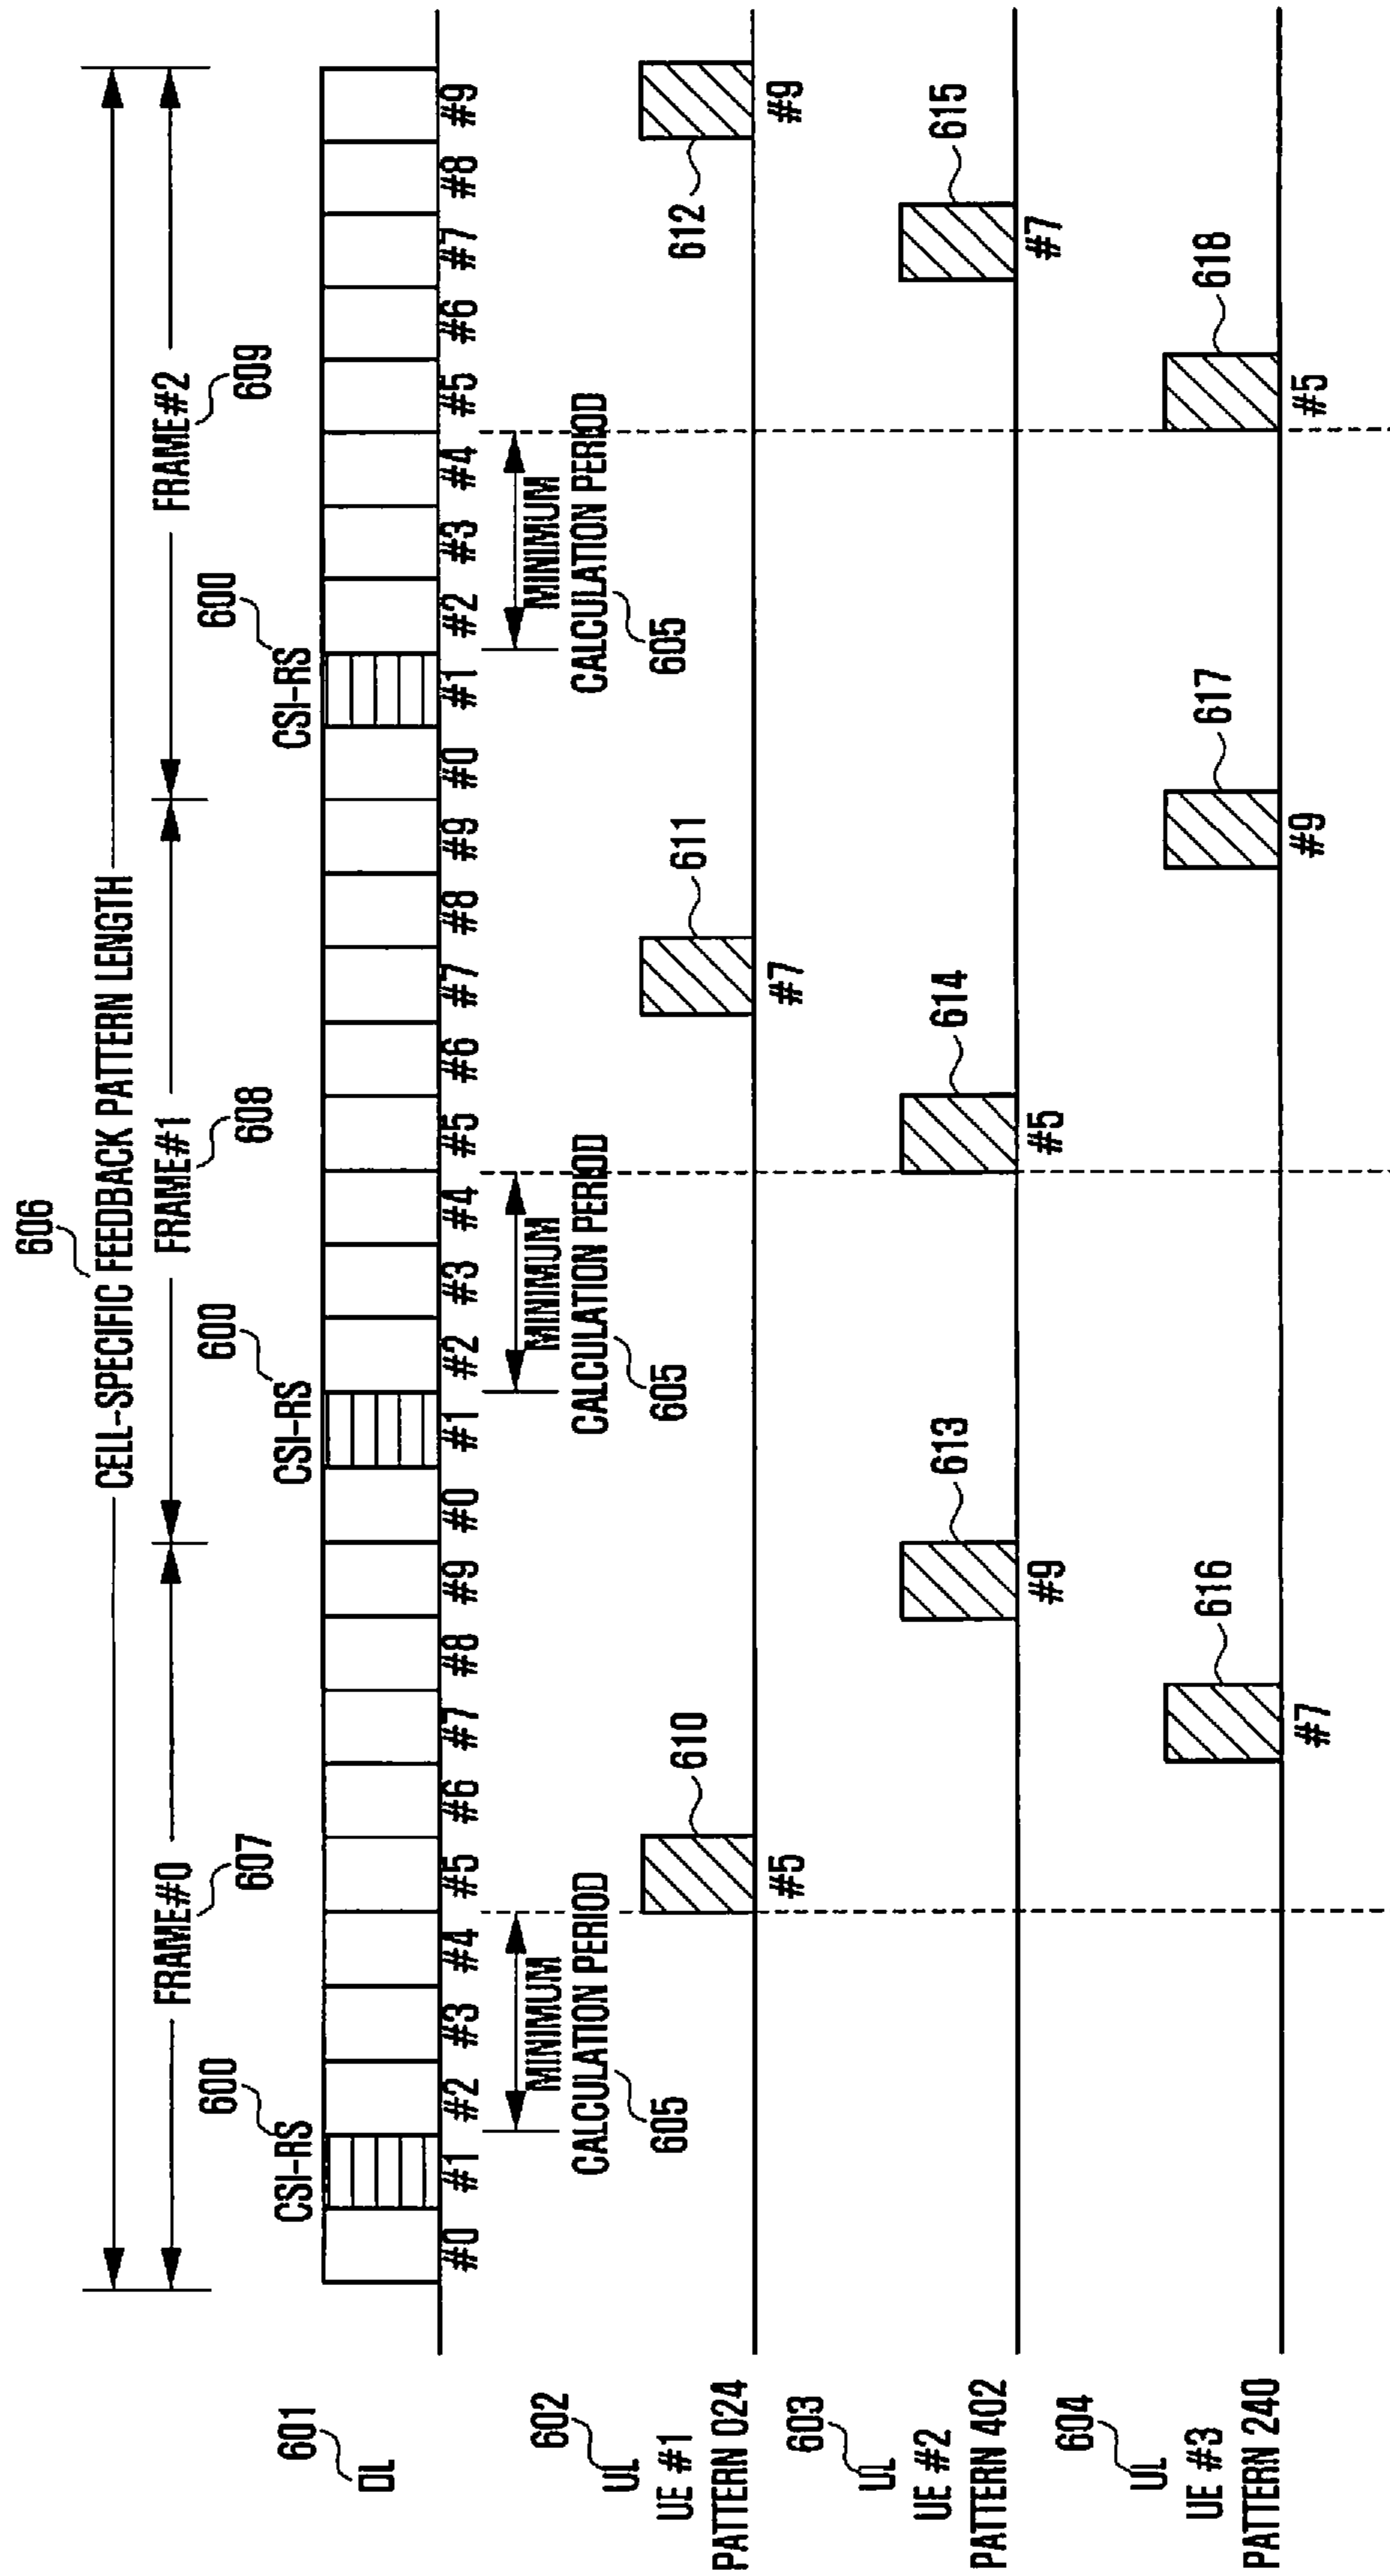 606
CELL-SPECIFIC FEEDBACK PATTERN LENGTH
FRAME#0
607
FRAME#1
608
FRAME#2
609
CSI-RS
600
CSI-RS
600
CSI-RS
600
601
DL
#0 #1 #2 #3 #4 #5 #6 #7 #8 #9 #0 #1 #2 #3 #4 #5 #6 #7 #8 #9 #0 #1 #2 #3 #4 #5 #6 #7 #8 #9
MINIMUM
CALCULATION PERIOD
605
MINIMUM
CALCULATION PERIOD
605
MINIMUM
CALCULATION PERIOD
605
602
UL
UE #1
PATTERN 024
610
#5
611
#7
612
#9
603
UL
UE #2
PATTERN 402
613
#9
614
#5
615
#7
604
UL
UE #3
PATTERN 240
616
#7
617
#9
618
#5